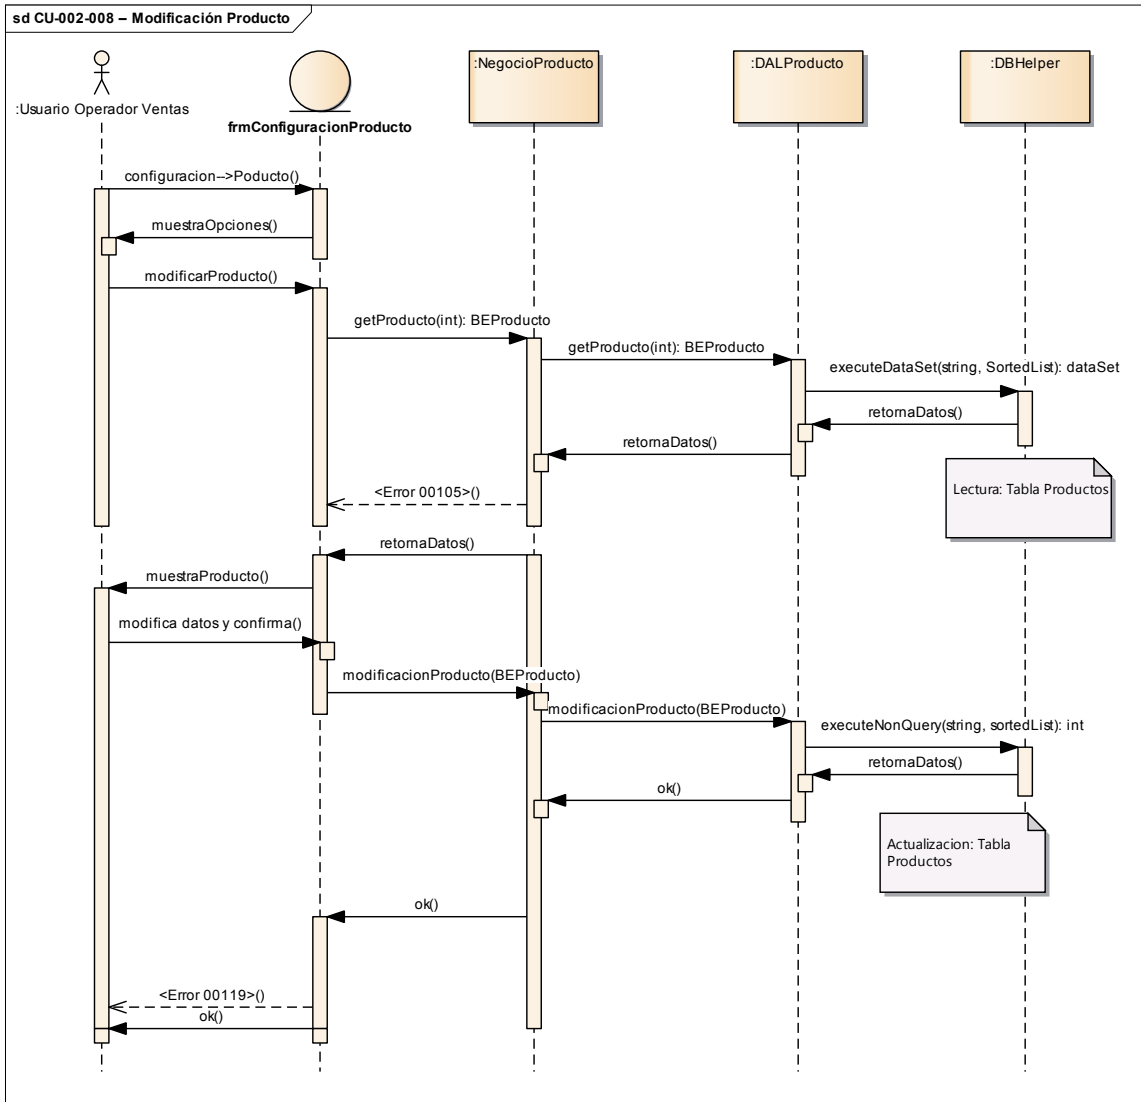 sd CU-002-008 – Modificación Producto
:Usuario Operador Ventas
frmConfiguracionProducto
:NegocioProducto
:DALProducto
:DBHelper
configuracion-->Poducto()
muestraOpciones()
modificarProducto()
getProducto(int): BEProducto
getProducto(int): BEProducto
executeDataSet(string, SortedList): dataSet
retornaDatos()
retornaDatos()
Lectura: Tabla Productos
<Error 00105>()
retornaDatos()
muestraProducto()
modifica datos y confirma()
modificacionProducto(BEProducto)
modificacionProducto(BEProducto)
executeNonQuery(string, sortedList): int
retornaDatos()
ok()
Actualizacion: Tabla
Productos
ok()
<Error 00119>()
ok()